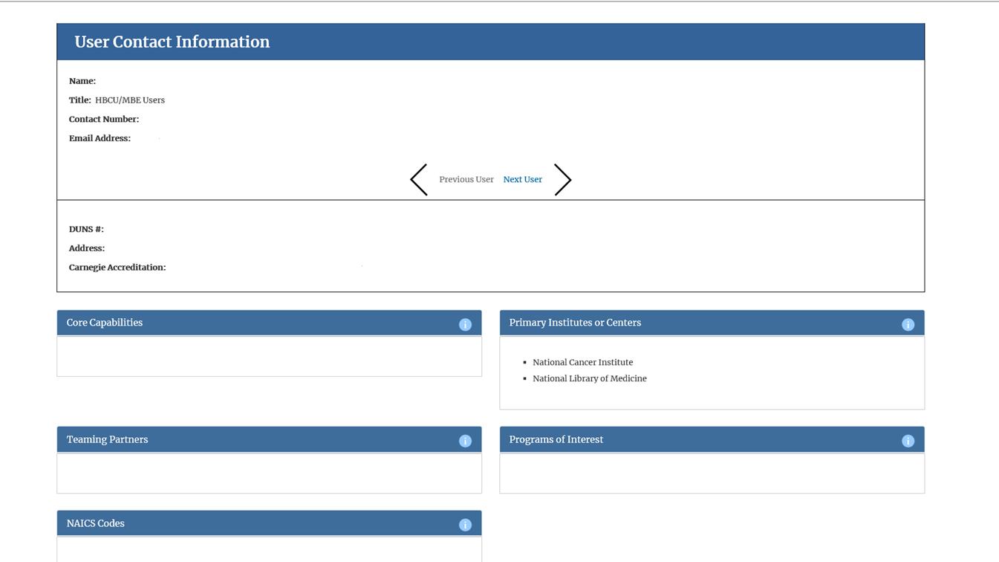 User Contact Information
Name:
Title: HBCU/MBE Users
Contact Number:
Email Address:
Previous User Next User
DUNS #:
Address:
Carnegie Accreditation:
Core Capabilities
i
Primary Institutes or Centers
i
National Cancer Institute
National Library of Medicine
Teaming Partners
i
Programs of Interest
i
NAICS Codes
i